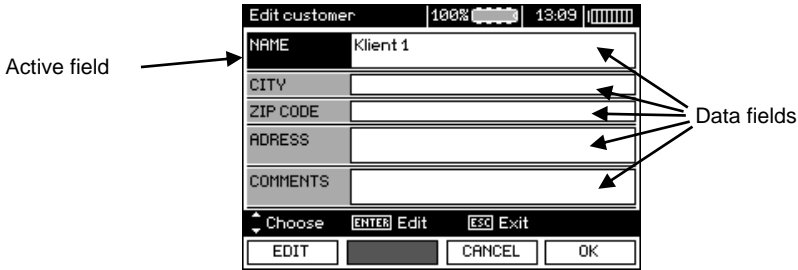 Edit customer 100% 13:09
NAME Klient 1
Active field
CITY
ZIP CODE
Data fields
ADRESS
COMMENTS
Choose ENTER Edit ESC Exit
EDIT CANCEL OK